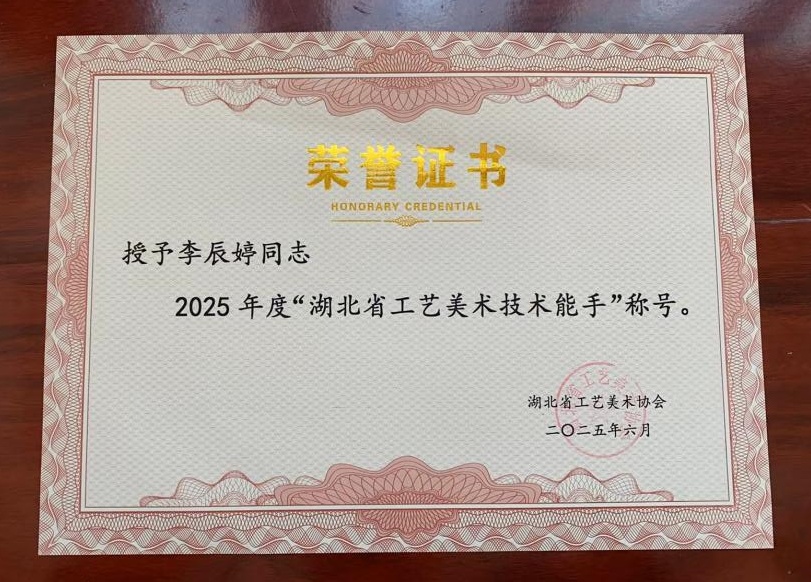 荣誉证书
HONORARY CREDENTIAL
授予李辰婷同志
2025年度“湖北省工艺美术技术能手”称号。
湖北省工艺美术协会
二〇二五年六月